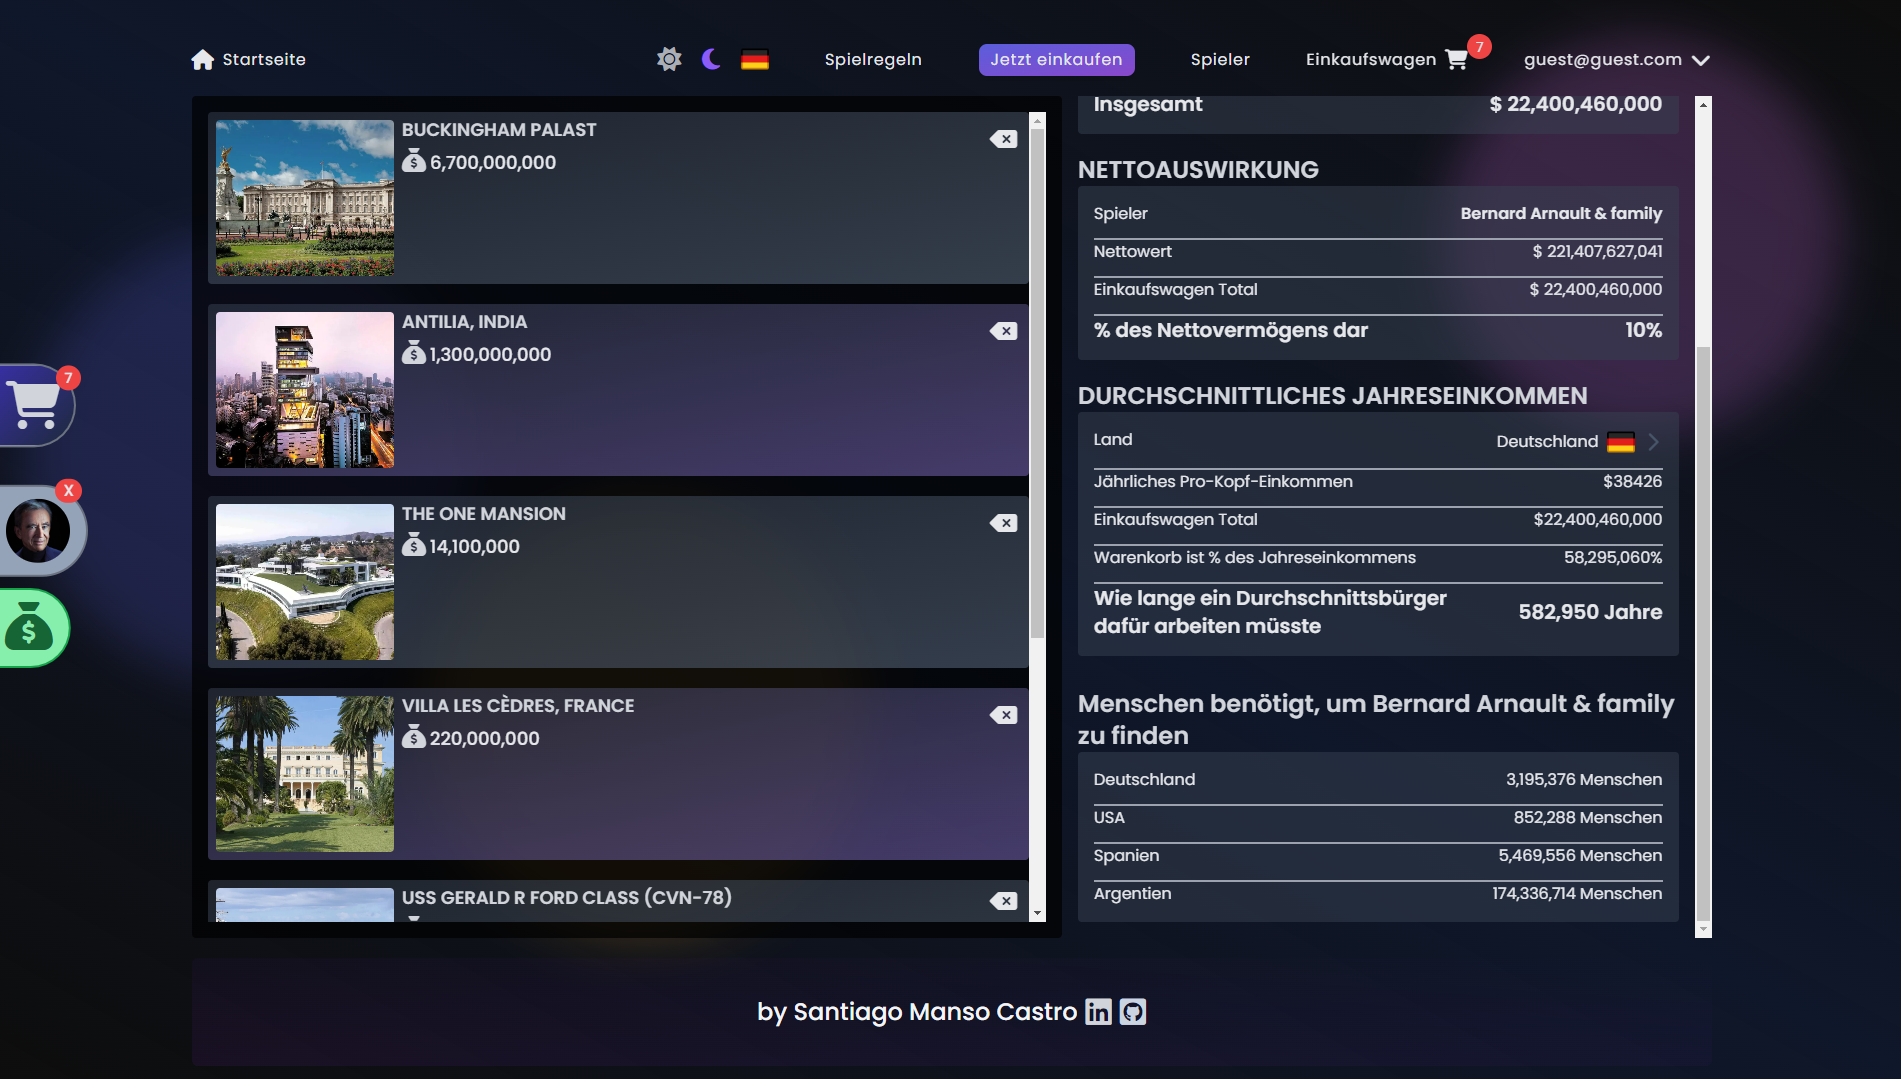 Startseite
Spielregeln
Jetzt einkaufen
Spieler
Einkaufswagen
7
guest@guest.com
7
X
$
BUCKINGHAM PALAST
$ 6,700,000,000
ANTILIA, INDIA
$ 1,300,000,000
THE ONE MANSION
$ 14,100,000
VILLA LES CÈDRES, FRANCE
$ 220,000,000
USS GERALD R FORD CLASS (CVN-78)
Insgesamt $ 22,400,460,000
NETTOAUSWIRKUNG
Spieler Bernard Arnault & family
Nettowert $ 221,407,627,041
Einkaufswagen Total $ 22,400,460,000
% des Nettovermögens dar 10%
DURCHSCHNITTLICHES JAHRESEINKOMMEN
Land Deutschland
Jährliches Pro-Kopf-Einkommen $38426
Einkaufswagen Total $22,400,460,000
Warenkorb ist % des Jahreseinkommens 58,295,060%
Wie lange ein Durchschnittsbürger
dafür arbeiten müsste
582,950 Jahre
Menschen benötigt, um Bernard Arnault & family
zu finden
Deutschland 3,195,376 Menschen
USA 852,288 Menschen
Spanien 5,469,556 Menschen
Argentien 174,336,714 Menschen
by Santiago Manso Castro in